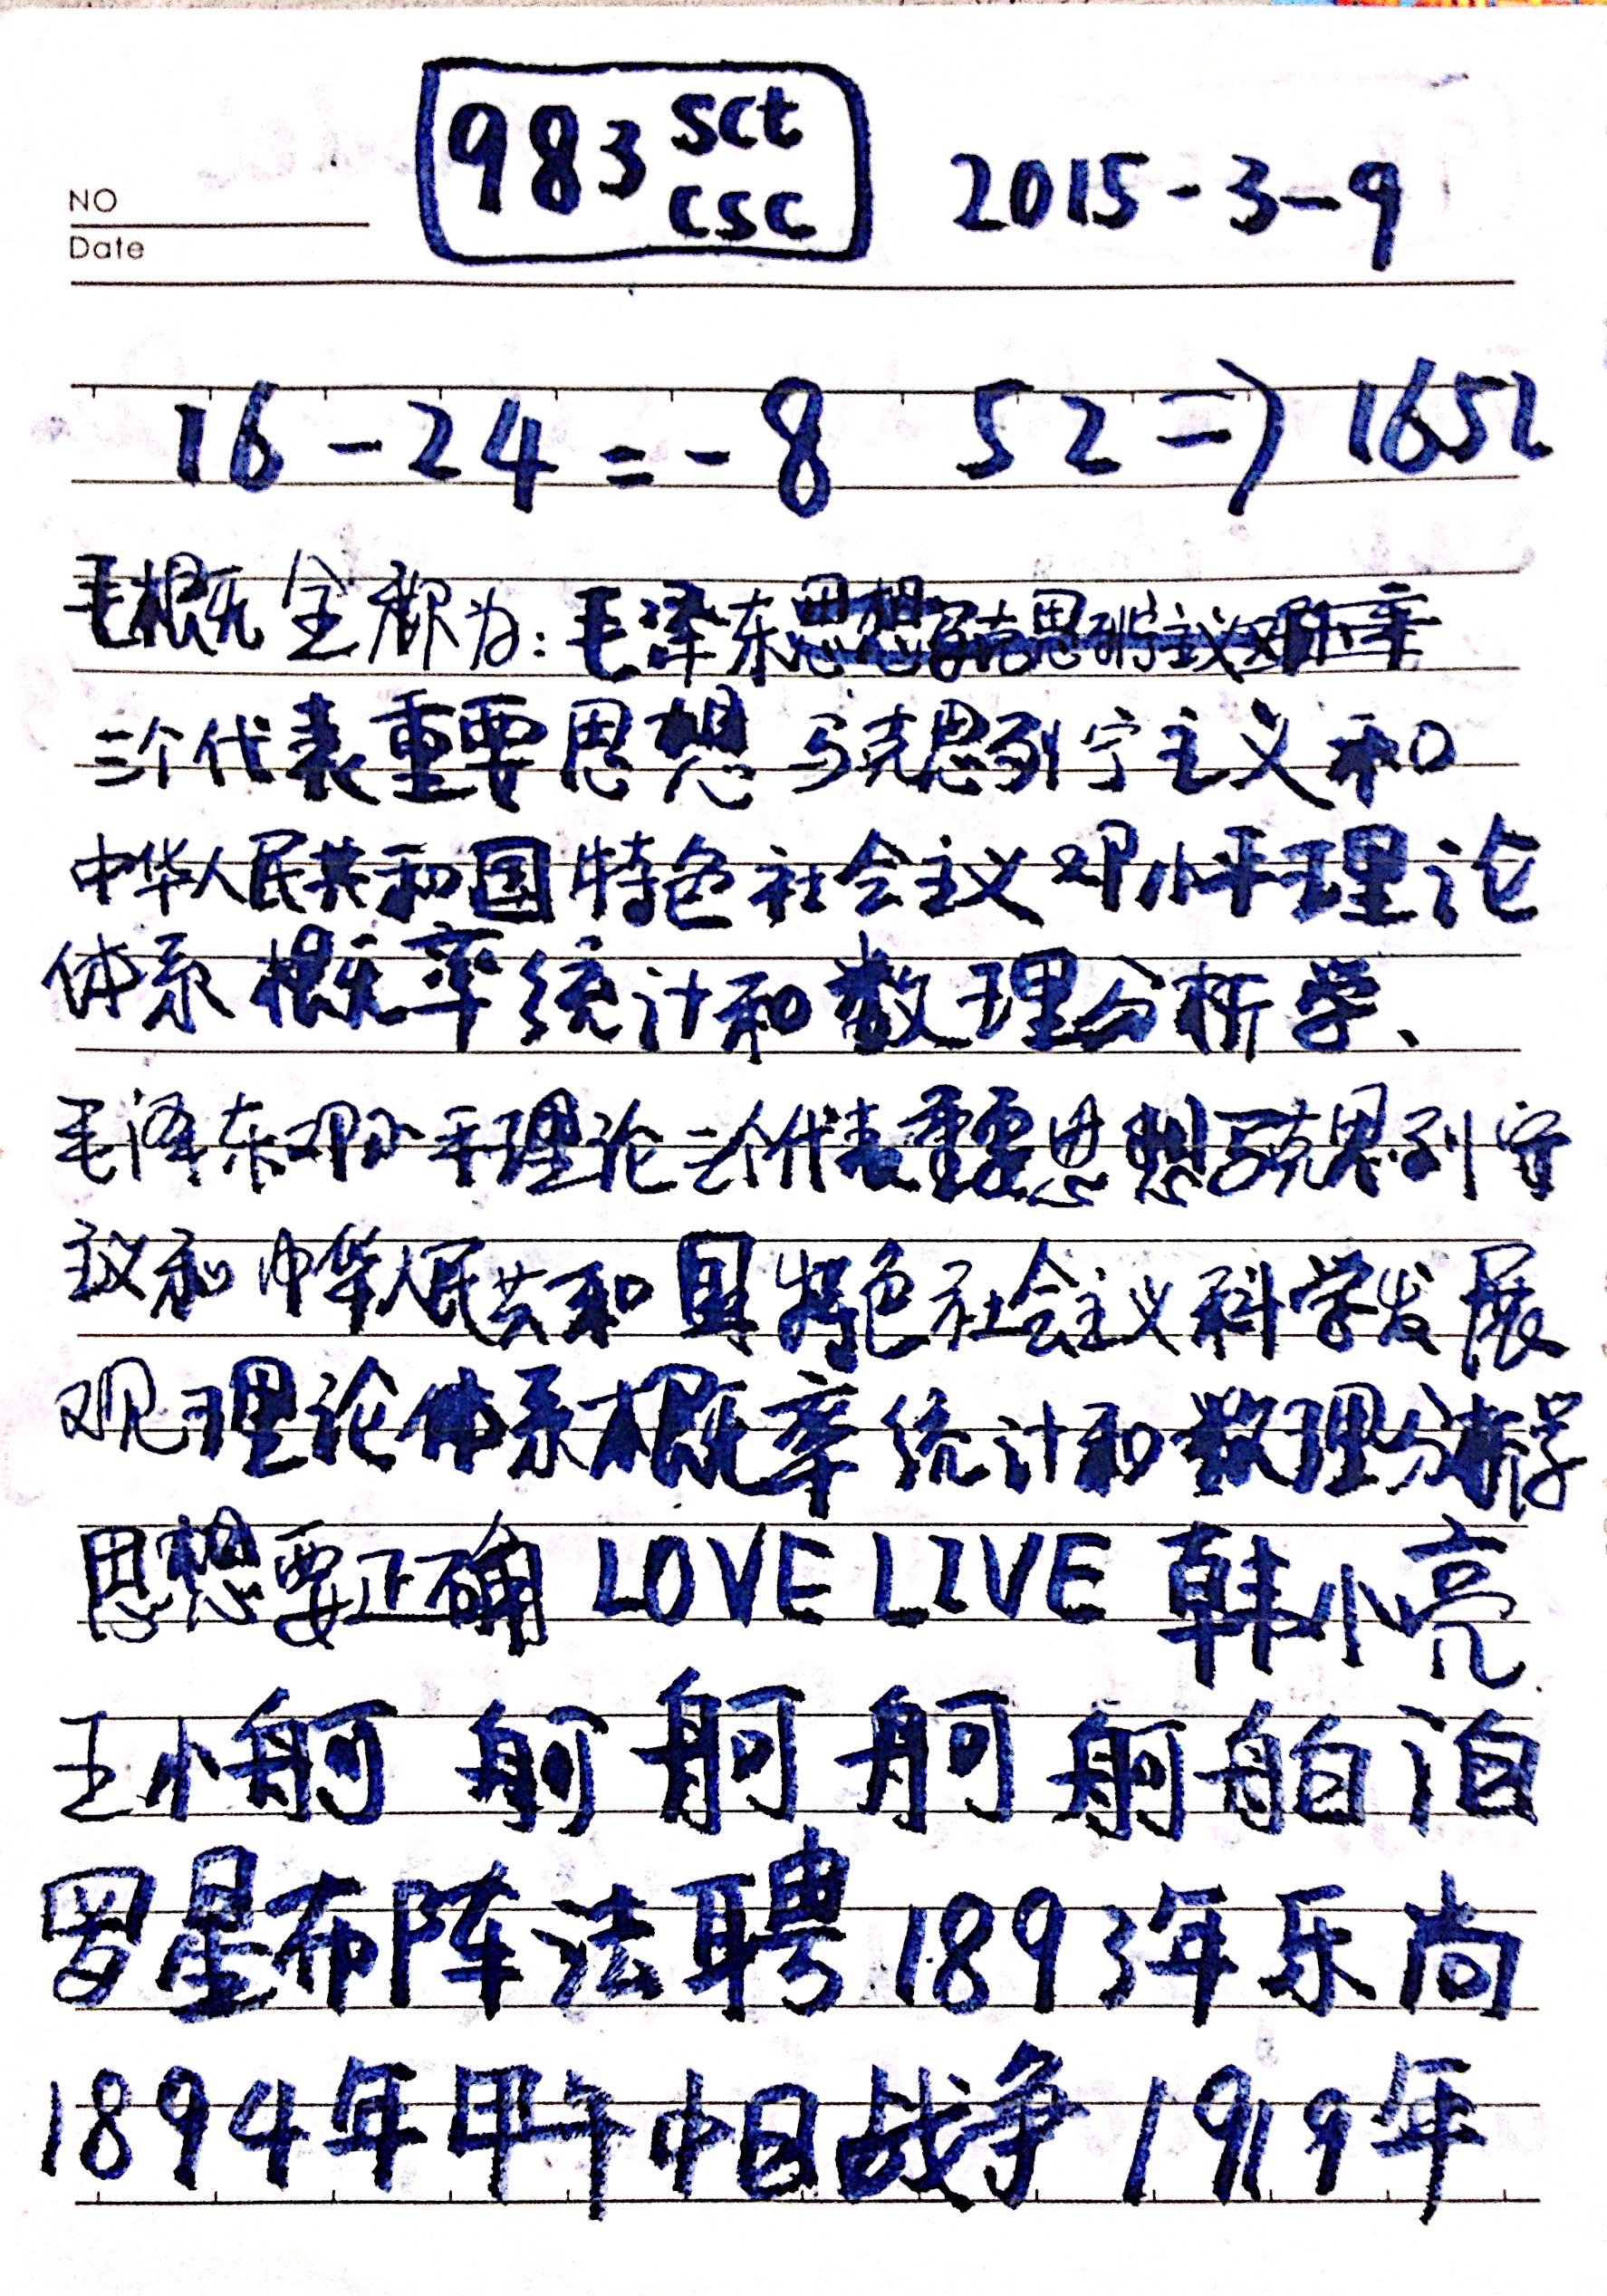 983 sct
csc
2015-3-9
NO
Date
16-24=-8 52=) 1652
毛概 全称为:毛泽东思想马克思列宁主义邓小平
三个代表重要思想马克思列宁主义和
中华人民共和国特色社会主义邓小平理论
体系概率统计和数理分析学、
毛泽东邓小平理论三个代表重要思想马克思列宁
主义和中华人民共和国特色社会主义科学发展
观理论体系概率统计和数理分析学
思想要正确 LOVE LIVE 韩小亮
王小舸 舸 舸 舸 舸 舶 泊
罗星布阵法聘1893年乐尚
1894年甲午中日战争1919年